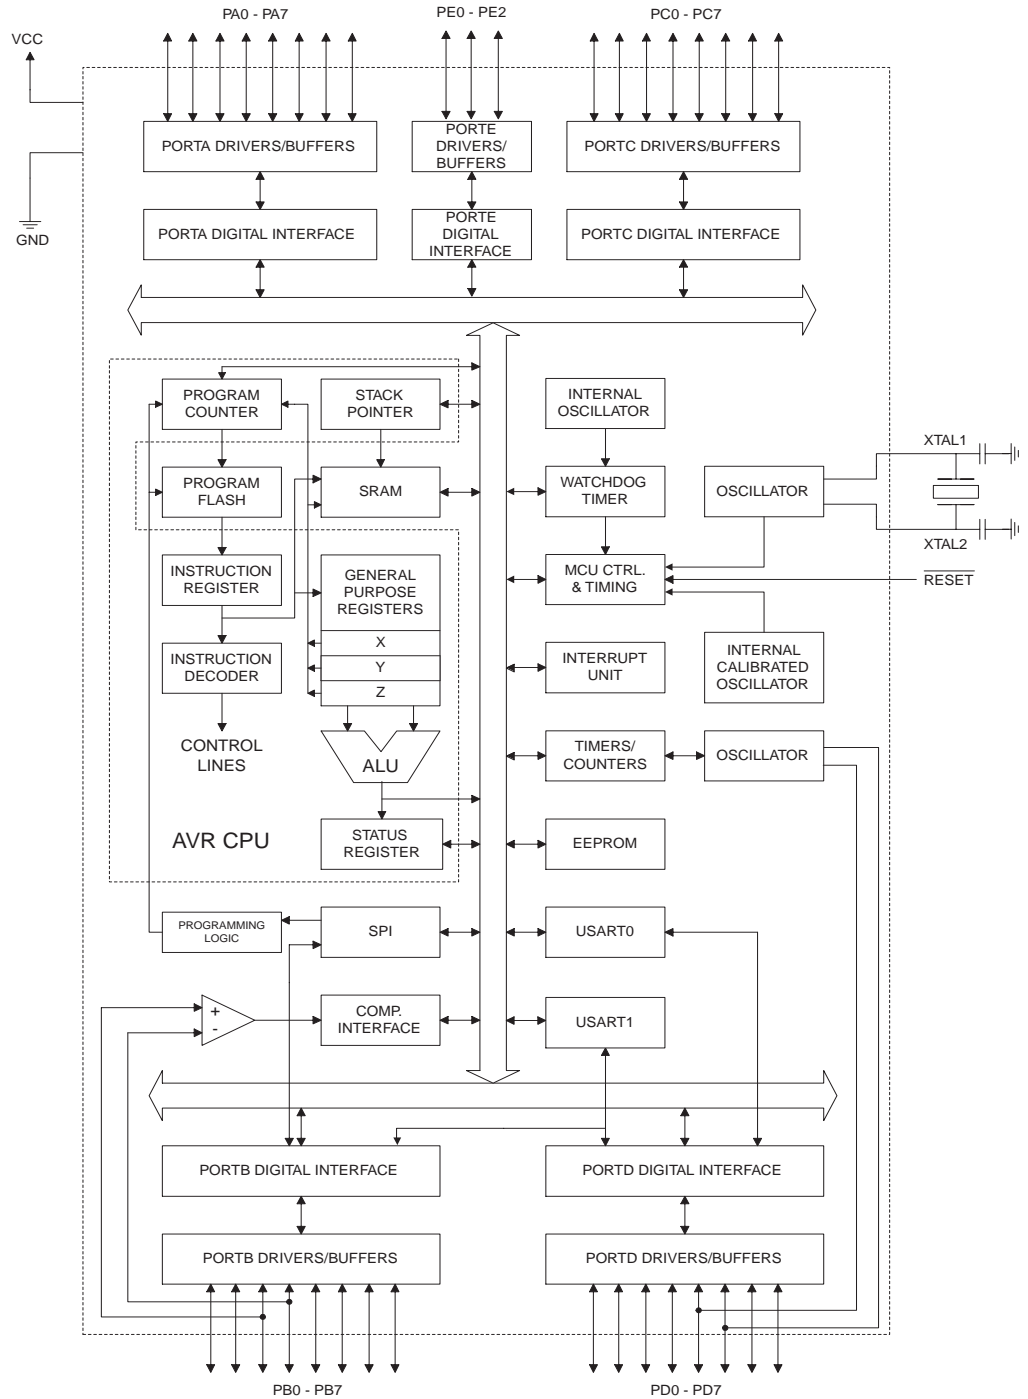 PA0 - PA7
PE0 - PE2
PC0 - PC7
VCC
GND
PORTA DRIVERS/BUFFERS
PORTE
DRIVERS/
BUFFERS
PORTC DRIVERS/BUFFERS
PORTA DIGITAL INTERFACE
PORTE
DIGITAL
INTERFACE
PORTC DIGITAL INTERFACE
PROGRAM
COUNTER
STACK
POINTER
INTERNAL
OSCILLATOR
XTAL1
PROGRAM
FLASH
SRAM
WATCHDOG
TIMER
OSCILLATOR
XTAL2
INSTRUCTION
REGISTER
GENERAL
PURPOSE
REGISTERS
MCU CTRL.
& TIMING
RESET
X
Y
Z
INSTRUCTION
DECODER
INTERRUPT
UNIT
INTERNAL
CALIBRATED
OSCILLATOR
CONTROL
LINES
ALU
TIMERS/
COUNTERS
OSCILLATOR
AVR CPU
STATUS
REGISTER
EEPROM
PROGRAMMING
LOGIC
SPI
USART0
+
-
COMP.
INTERFACE
USART1
PORTB DIGITAL INTERFACE
PORTD DIGITAL INTERFACE
PORTB DRIVERS/BUFFERS
PORTD DRIVERS/BUFFERS
PB0 - PB7
PD0 - PD7